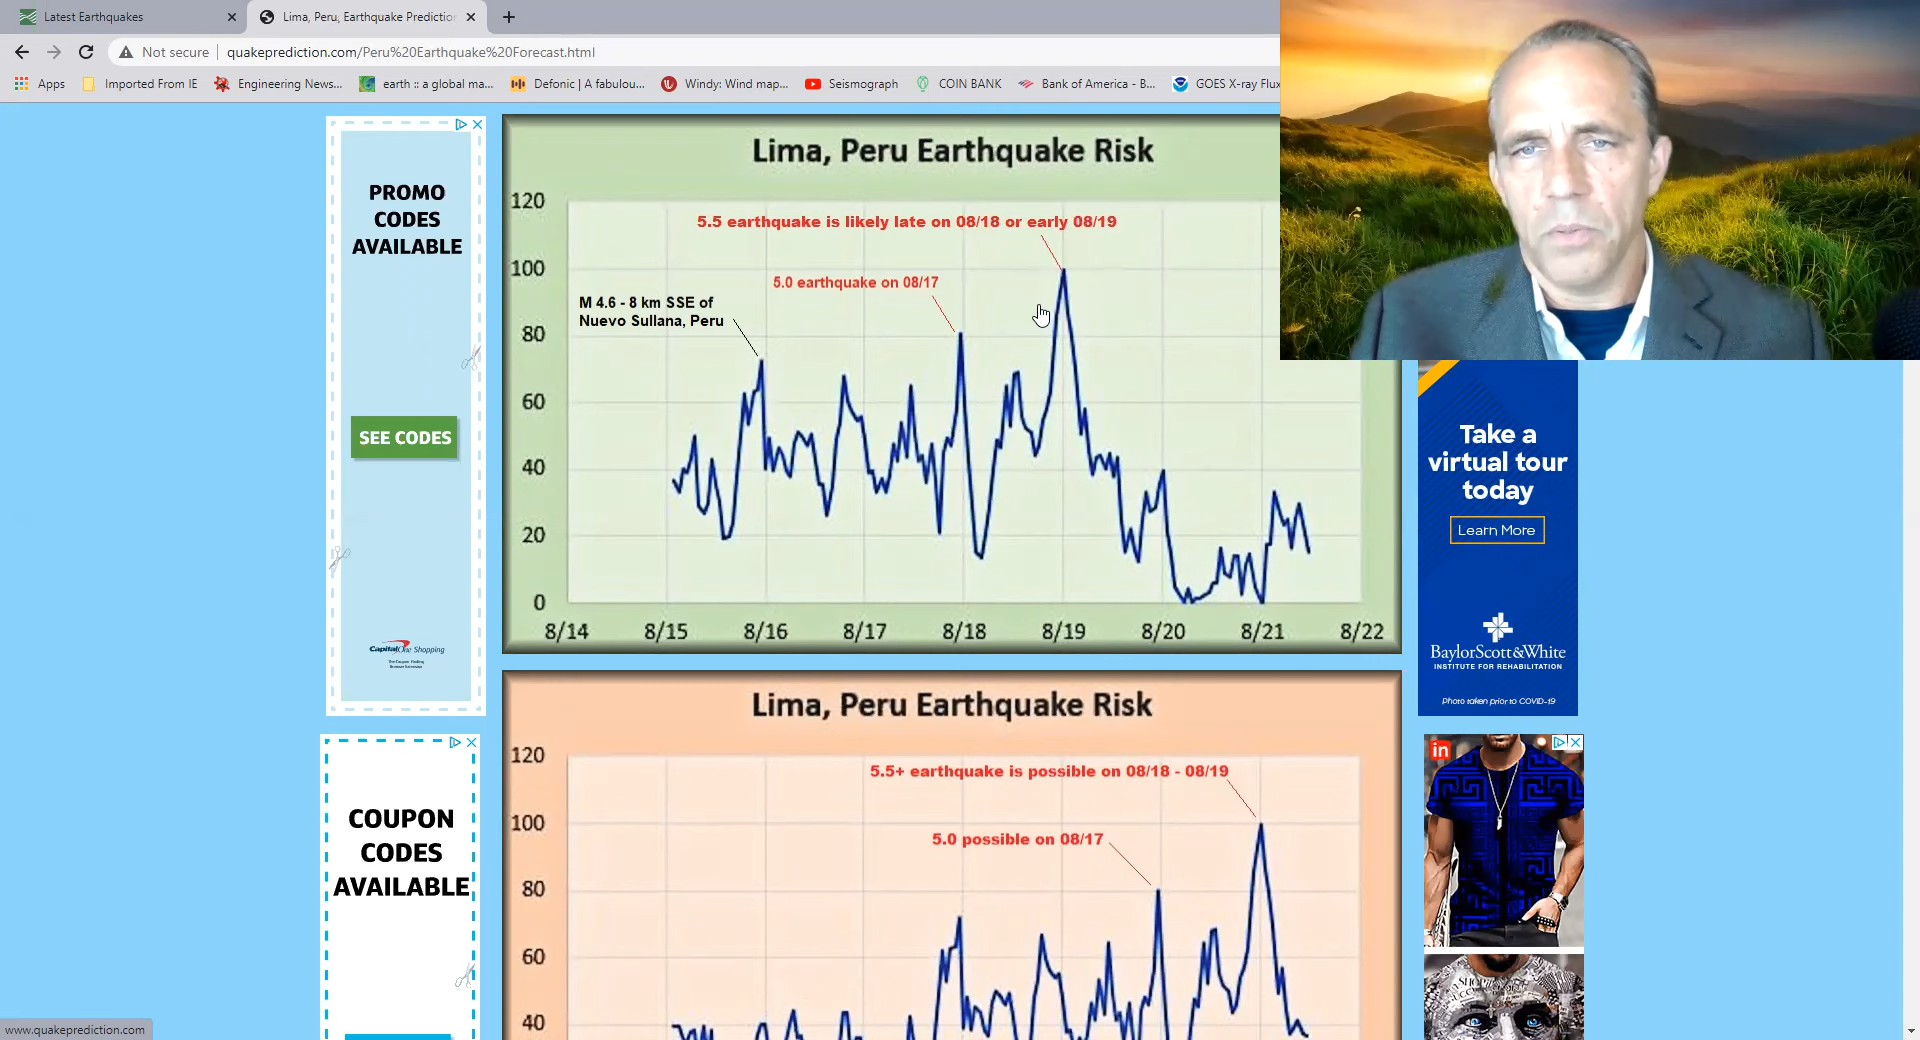 Latest Earthquakes
Lima, Peru, Earthquake Prediction
Not secure
quakeprediction.com/Peru%20Earthquake%20Forecast.html
Apps
Imported From IE
Engineering News...
earth :: a global ma...
Defonic | A fabulou...
Windy: Wind map...
Seismograph
COIN BANK
Bank of America - B...
GOES X-ray Flux
PROMO
CODES
AVAILABLE
SEE CODES
Capital One Shopping
Lima, Peru Earthquake Risk
120
100
80
60
40
20
0
5.5 earthquake is likely late on 08/18 or early 08/19
5.0 earthquake on 08/17
M 4.6 - 8 km SSE of
Nuevo Sullana, Peru
8/14
8/15
8/16
8/17
8/18
8/19
8/20
8/21
8/22
Take a
virtual tour
today
Learn More
BaylorScott&White
INSTITUTE FOR REHABILITATION
Photo taken prior to COVID-19
COUPON
CODES
AVAILABLE
Lima, Peru Earthquake Risk
120
100
80
60
40
5.5+ earthquake is possible on 08/18 - 08/19
5.0 possible on 08/17
in
www.quakeprediction.com